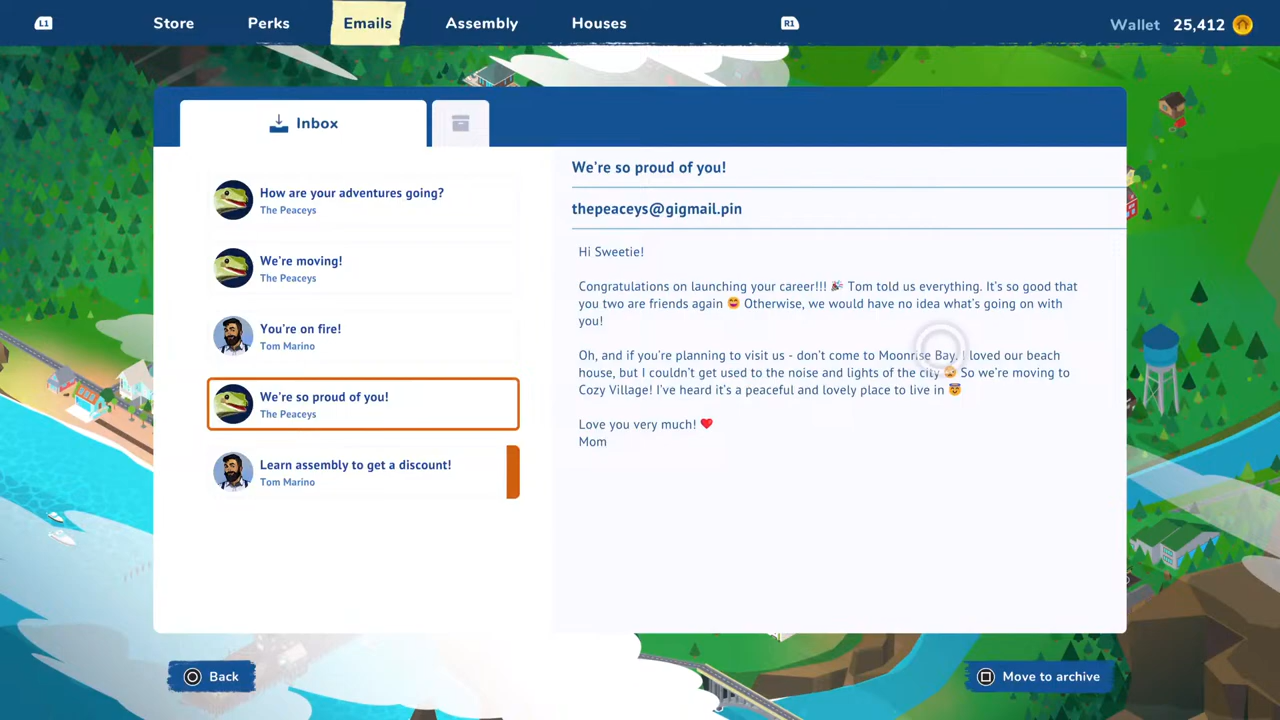 L1
Store
Perks
Emails
Assembly
Houses
R1
Wallet 25,412
Inbox
How are your adventures going?
The Peaceys
We're moving!
The Peaceys
You're on fire!
Tom Marino
We're so proud of you!
The Peaceys
Learn assembly to get a discount!
Tom Marino
We're so proud of you!
thepeaceys@gigmail.pin
Hi Sweetie!
Congratulations on launching your career!!! 🎉 Tom told us everything. It's so good that
you two are friends again 😄 Otherwise, we would have no idea what's going on with
you!
Oh, and if you're planning to visit us - don't come to Moonrise Bay. I loved our beach
house, but I couldn't get used to the noise and lights of the city 🫣 So we're moving to
Cozy Village! I've heard it's a peaceful and lovely place to live in 😇
Love you very much! ❤️
Mom
Back
Move to archive